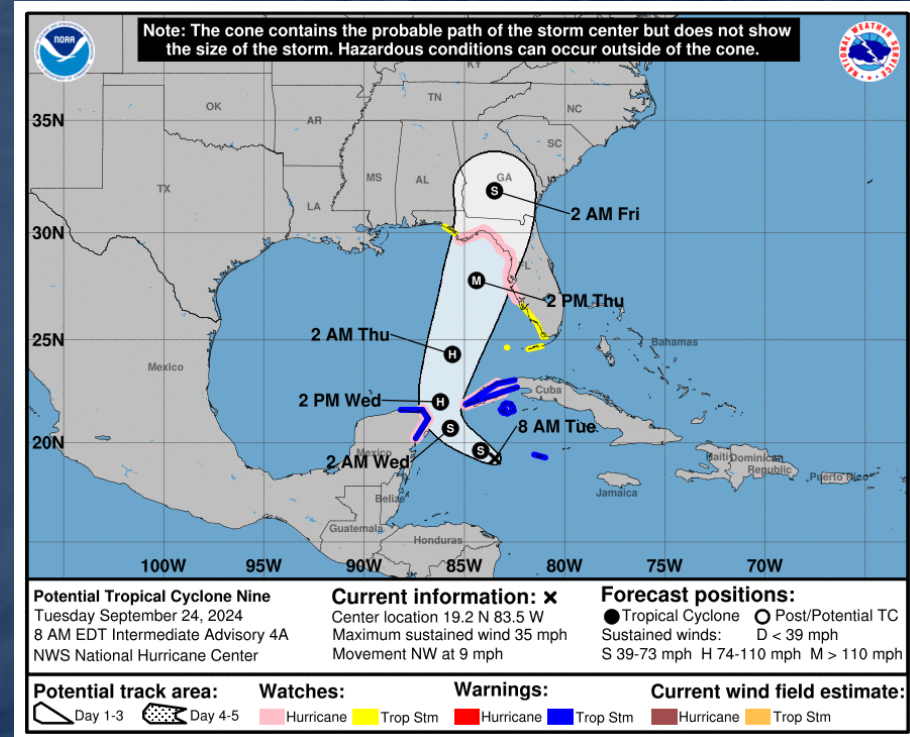 Note: The cone contains the probable path of the storm center but does not show
the size of the storm. Hazardous conditions can occur outside of the cone.
NOAA
NATIONAL WEATHER SERVICE
KY
OK
TN
NC
AR
35N
SC
MS
AL
GA
TX
LA
2 AM Fri
30N
FL
2 PM Thu
2 AM Thu
25N
Bahamas
Mexico
2 PM Wed
Cuba
8 AM Tue
20N
Mexico
2 AM Wed
Haiti
Dominican
Republic
Puerto Rico
Belize
Jamaica
Guatemala
Honduras
100W 95W 90W 85W 80W 75W 70W
S
M
H
H
S
S
Potential Tropical Cyclone Nine
Tuesday September 24, 2024
8 AM EDT Intermediate Advisory 4A
NWS National Hurricane Center
Current information: ×
Center location 19.2 N 83.5 W
Maximum sustained wind 35 mph
Movement NW at 9 mph
Forecast positions:
Tropical Cyclone Post/Potential TC
Sustained winds: D < 39 mph
S 39-73 mph H 74-110 mph M > 110 mph
Potential track area:
Day 1-3 Day 4-5
Watches:
Hurricane Trop Stm
Warnings:
Hurricane Trop Stm
Current wind field estimate:
Hurricane Trop Stm